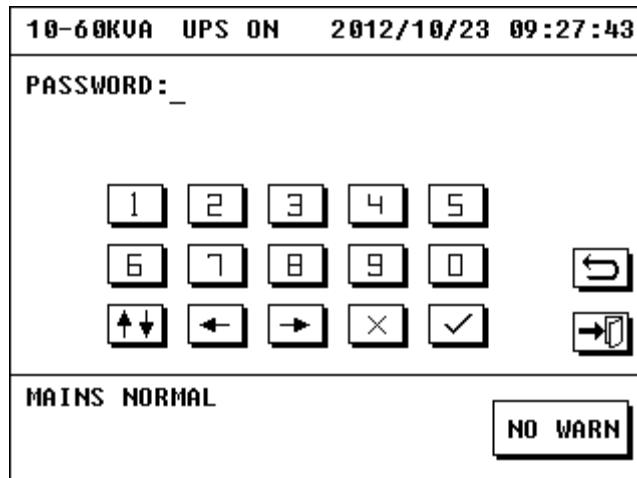 10-60KVA UPS ON 2012/10/23 09:27:43
PASSWORD:_
1 2 3 4 5
6 7 8 9 0
MAINS NORMAL
NO WARN